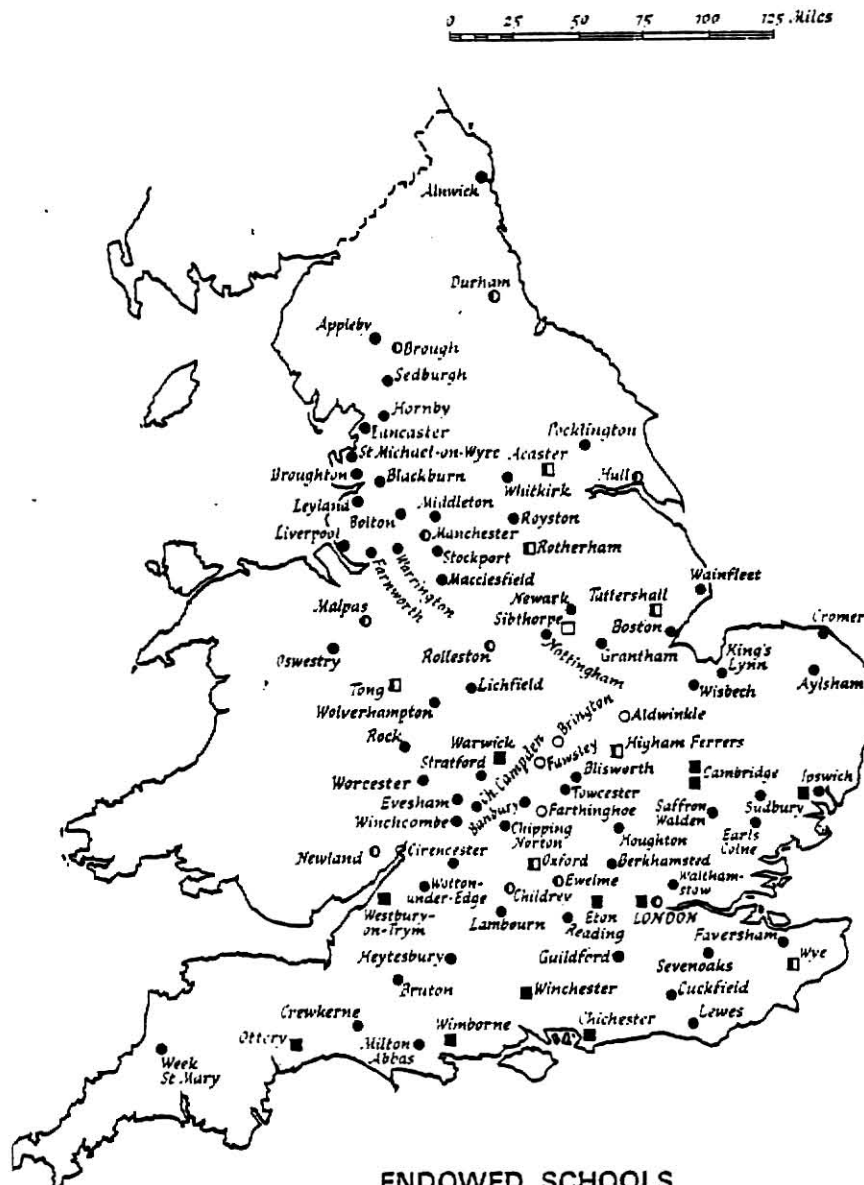 0 25 50 75 100 125 Miles
Alnwick
Durham
Appleby
Brough
Sedburgh
Hornby
Lancaster
St Michael-on-Wyre
Pocklington
Acaster
Broughton
Blackburn
Whitkirk
Hull
Leyland
Middleton
Bolton
Royston
Manchester
Liverpool
Stockport
Rotherham
Farnworth
Warrington
Macclesfield
Wainfleet
Newark
Tattershall
Malpas
Sibthorpe
Boston
Cromer
Oswestry
Rolleston
Nottingham
Grantham
King's
Lynn
Aylsham
Tong
Lichfield
Wisbech
Wolverhampton
Brington
Aldwinkle
Rock
Warwick
Fawsley
Higham Ferrers
Stratford
Ch. Campden
Blisworth
Cambridge
Ipswich
Worcester
Towcester
Evesham
Banbury
Farthinghoe
Saffron
Walden
Sudbury
Winchcombe
Chipping
Norton
Houghton
Earls
Colne
Newland
Cirencester
Oxford
Berkhamsted
Wotton-
under-Edge
Childrey
Ewelme
Waltham-
stow
Westbury-
on-Trym
Lambourn
Eton
Reading
LONDON
Heytesbury
Guildford
Faversham
Sevenoaks
Wye
Bruton
Winchester
Cuckfield
Crewkerne
Wimborne
Chichester
Lewes
Ottery
Milton
Abbas
Week
St Mary
ENDOWED SCHOOLS